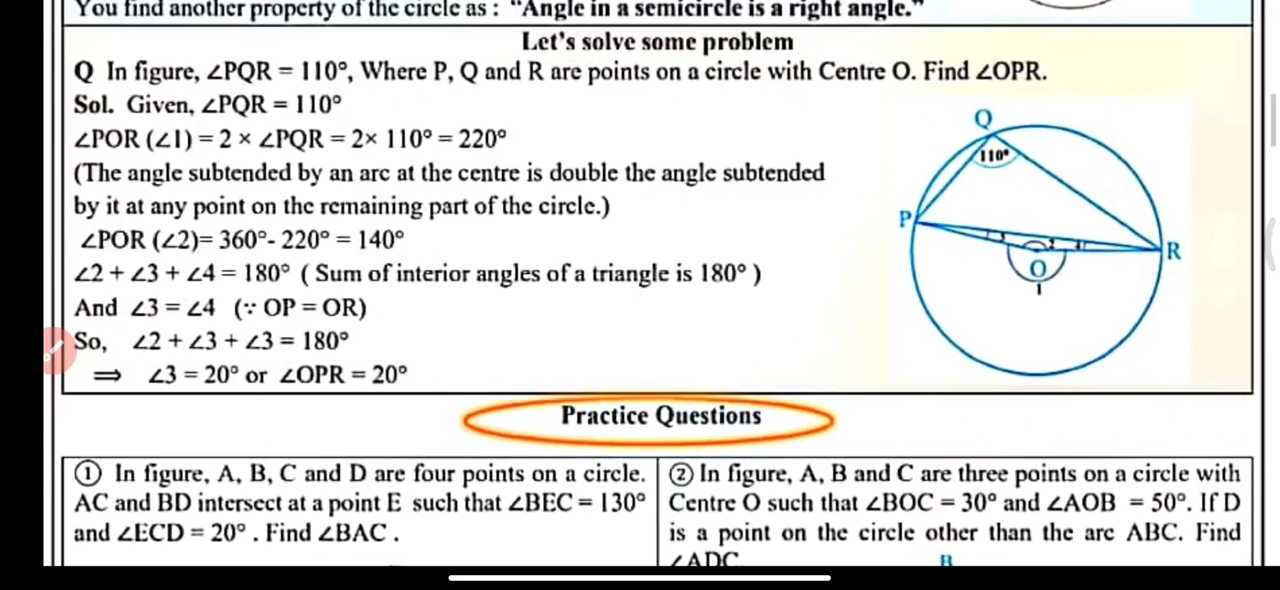 You find another property of the circle as : "Angle in a semicircle is a right angle."
Let's solve some problem
Q In figure, ∠PQR = 110°, Where P, Q and R are points on a circle with Centre O. Find ∠OPR.
Sol. Given, ∠PQR = 110°
∠POR (∠1) = 2 × ∠PQR = 2× 110° = 220°
(The angle subtended by an arc at the centre is double the angle subtended
by it at any point on the remaining part of the circle.)
∠POR (∠2)= 360°- 220° = 140°
∠2 + ∠3 + ∠4 = 180° ( Sum of interior angles of a triangle is 180° )
And ∠3 = ∠4 (∵ OP = OR)
So, ∠2 + ∠3 + ∠3 = 180°
⟹ ∠3 = 20° or ∠OPR = 20°
Q
110°
P
3
2
4
R
O
1
Practice Questions
① In figure, A, B, C and D are four points on a circle.
AC and BD intersect at a point E such that ∠BEC = 130°
and ∠ECD = 20° . Find ∠BAC .
② In figure, A, B and C are three points on a circle with
Centre O such that ∠BOC = 30° and ∠AOB = 50°. If D
is a point on the circle other than the arc ABC. Find
∠ADC
B